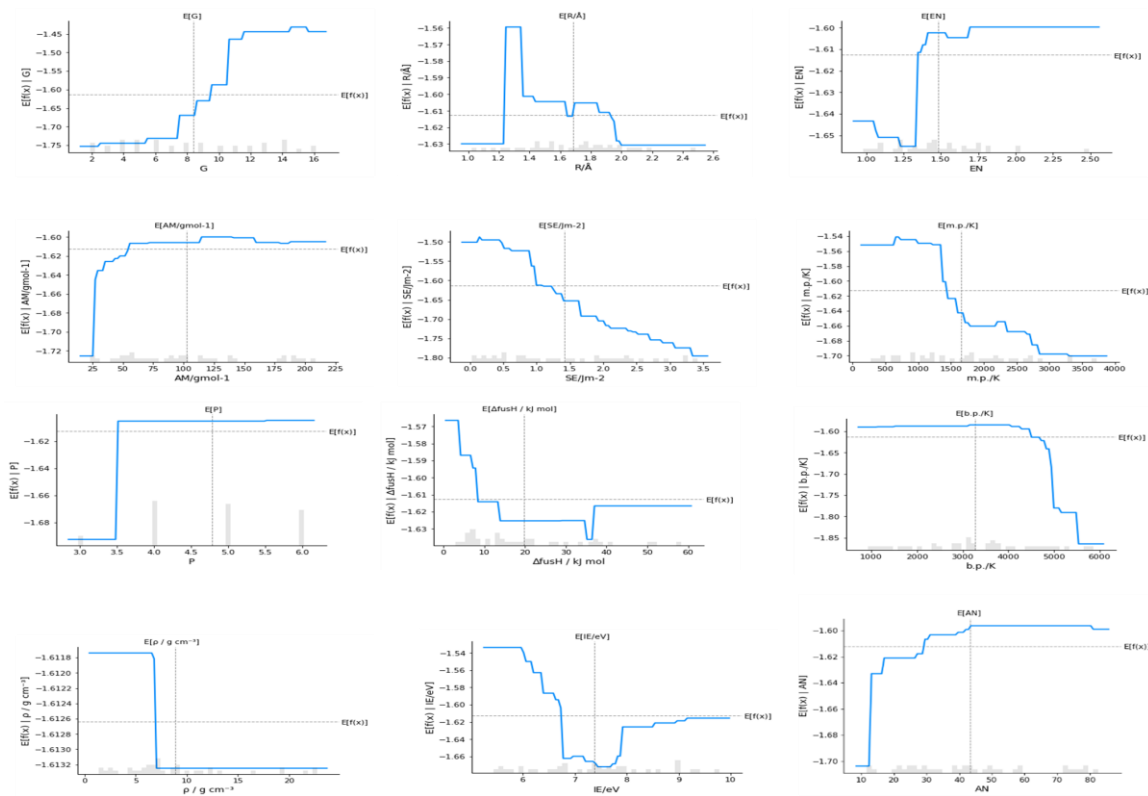 E[G]
E[f(x) | G]
−1.45
−1.50
−1.55
−1.60
−1.65
−1.70
−1.75
E[f(x)]
2 4 6 8 10 12 14 16
G
E[R/Å]
E[f(x) | R/Å]
−1.56
−1.57
−1.58
−1.59
−1.60
−1.61
−1.62
−1.63
E[f(x)]
1.0 1.2 1.4 1.6 1.8 2.0 2.2 2.4 2.6
R/Å
E[EN]
E[f(x) | EN]
−1.60
−1.62
−1.64
−1.65
E[f(x)]
1.00 1.25 1.50 1.75 2.00 2.25 2.50
EN
E[AM/gmol-1]
E[f(x) | AM/gmol-1]
−1.60
−1.62
−1.64
−1.66
−1.68
−1.70
−1.72
E[f(x)]
25 50 75 100 125 150 175 200 225
AM/gmol-1
E[SE/Jm-2]
E[f(x) | SE/Jm-2]
−1.50
−1.55
−1.60
−1.65
−1.70
−1.75
−1.80
E[f(x)]
0.0 0.5 1.0 1.5 2.0 2.5 3.0 3.5
SE/Jm-2
E[m.p./K]
E[f(x) | m.p./K]
−1.54
−1.56
−1.58
−1.60
−1.62
−1.64
−1.66
−1.68
−1.70
E[f(x)]
0 500 1000 1500 2000 2500 3000 3500 4000
m.p./K
E[P]
E[f(x) | P]
−1.62
−1.64
−1.66
−1.68
E[f(x)]
3.0 3.5 4.0 4.5 5.0 5.5 6.0
P
E[ΔfusH / kJ mol]
E[f(x) | ΔfusH / kJ mol]
−1.57
−1.58
−1.59
−1.60
−1.61
−1.62
−1.63
E[f(x)]
0 10 20 30 40 50 60
ΔfusH / kJ mol
E[b.p./K]
E[f(x) | b.p./K]
−1.60
−1.65
−1.70
−1.75
−1.80
−1.85
E[f(x)]
1000 2000 3000 4000 5000 6000
b.p./K
E[ρ / g cm⁻³]
E[f(x) | ρ / g cm⁻³]
−1.6118
−1.6120
−1.6122
−1.6124
−1.6126
−1.6128
−1.6130
−1.6132
E[f(x)]
0 5 10 15 20
ρ / g cm⁻³
E[IE/eV]
E[f(x) | IE/eV]
−1.54
−1.56
−1.58
−1.60
−1.62
−1.64
−1.66
E[f(x)]
6 7 8 9 10
IE/eV
E[AN]
E[f(x) | AN]
−1.60
−1.62
−1.64
−1.66
−1.68
−1.70
E[f(x)]
10 20 30 40 50 60 70 80
AN